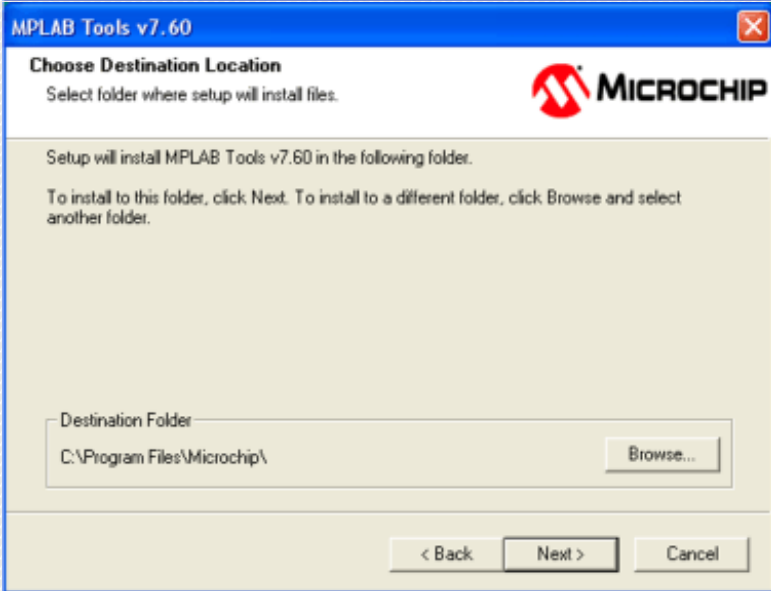 MPLAB Tools v7.60
Choose Destination Location
Select folder where setup will install files.
MICROCHIP
Setup will install MPLAB Tools v7.60 in the following folder.
To install to this folder, click Next. To install to a different folder, click Browse and select
another folder.
Destination Folder
C:\Program Files\Microchip\
Browse...
< Back
Next >
Cancel